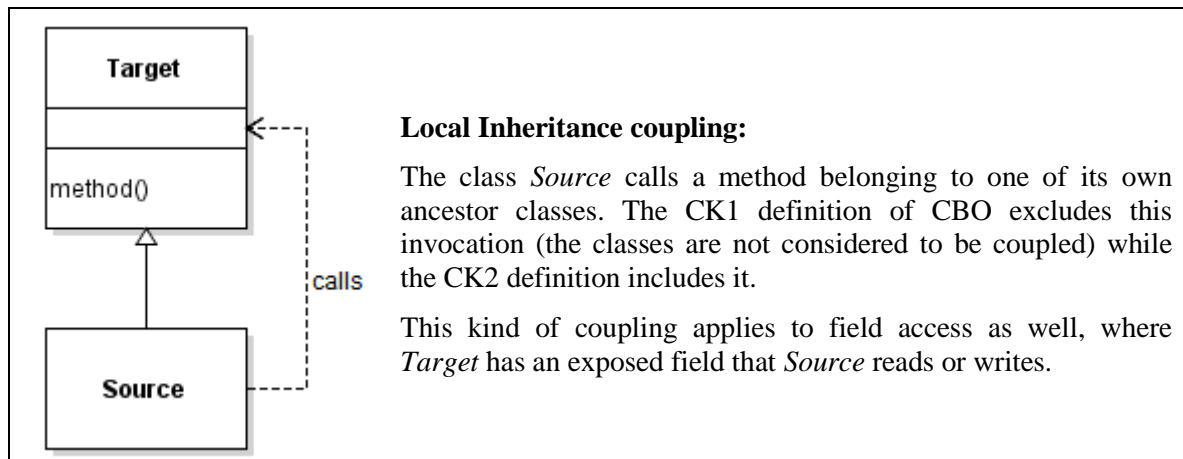 Target
method()
calls
Source
Local Inheritance coupling:
The class Source calls a method belonging to one of its own
ancestor classes. The CK1 definition of CBO excludes this
invocation (the classes are not considered to be coupled) while
the CK2 definition includes it.
This kind of coupling applies to field access as well, where
Target has an exposed field that Source reads or writes.